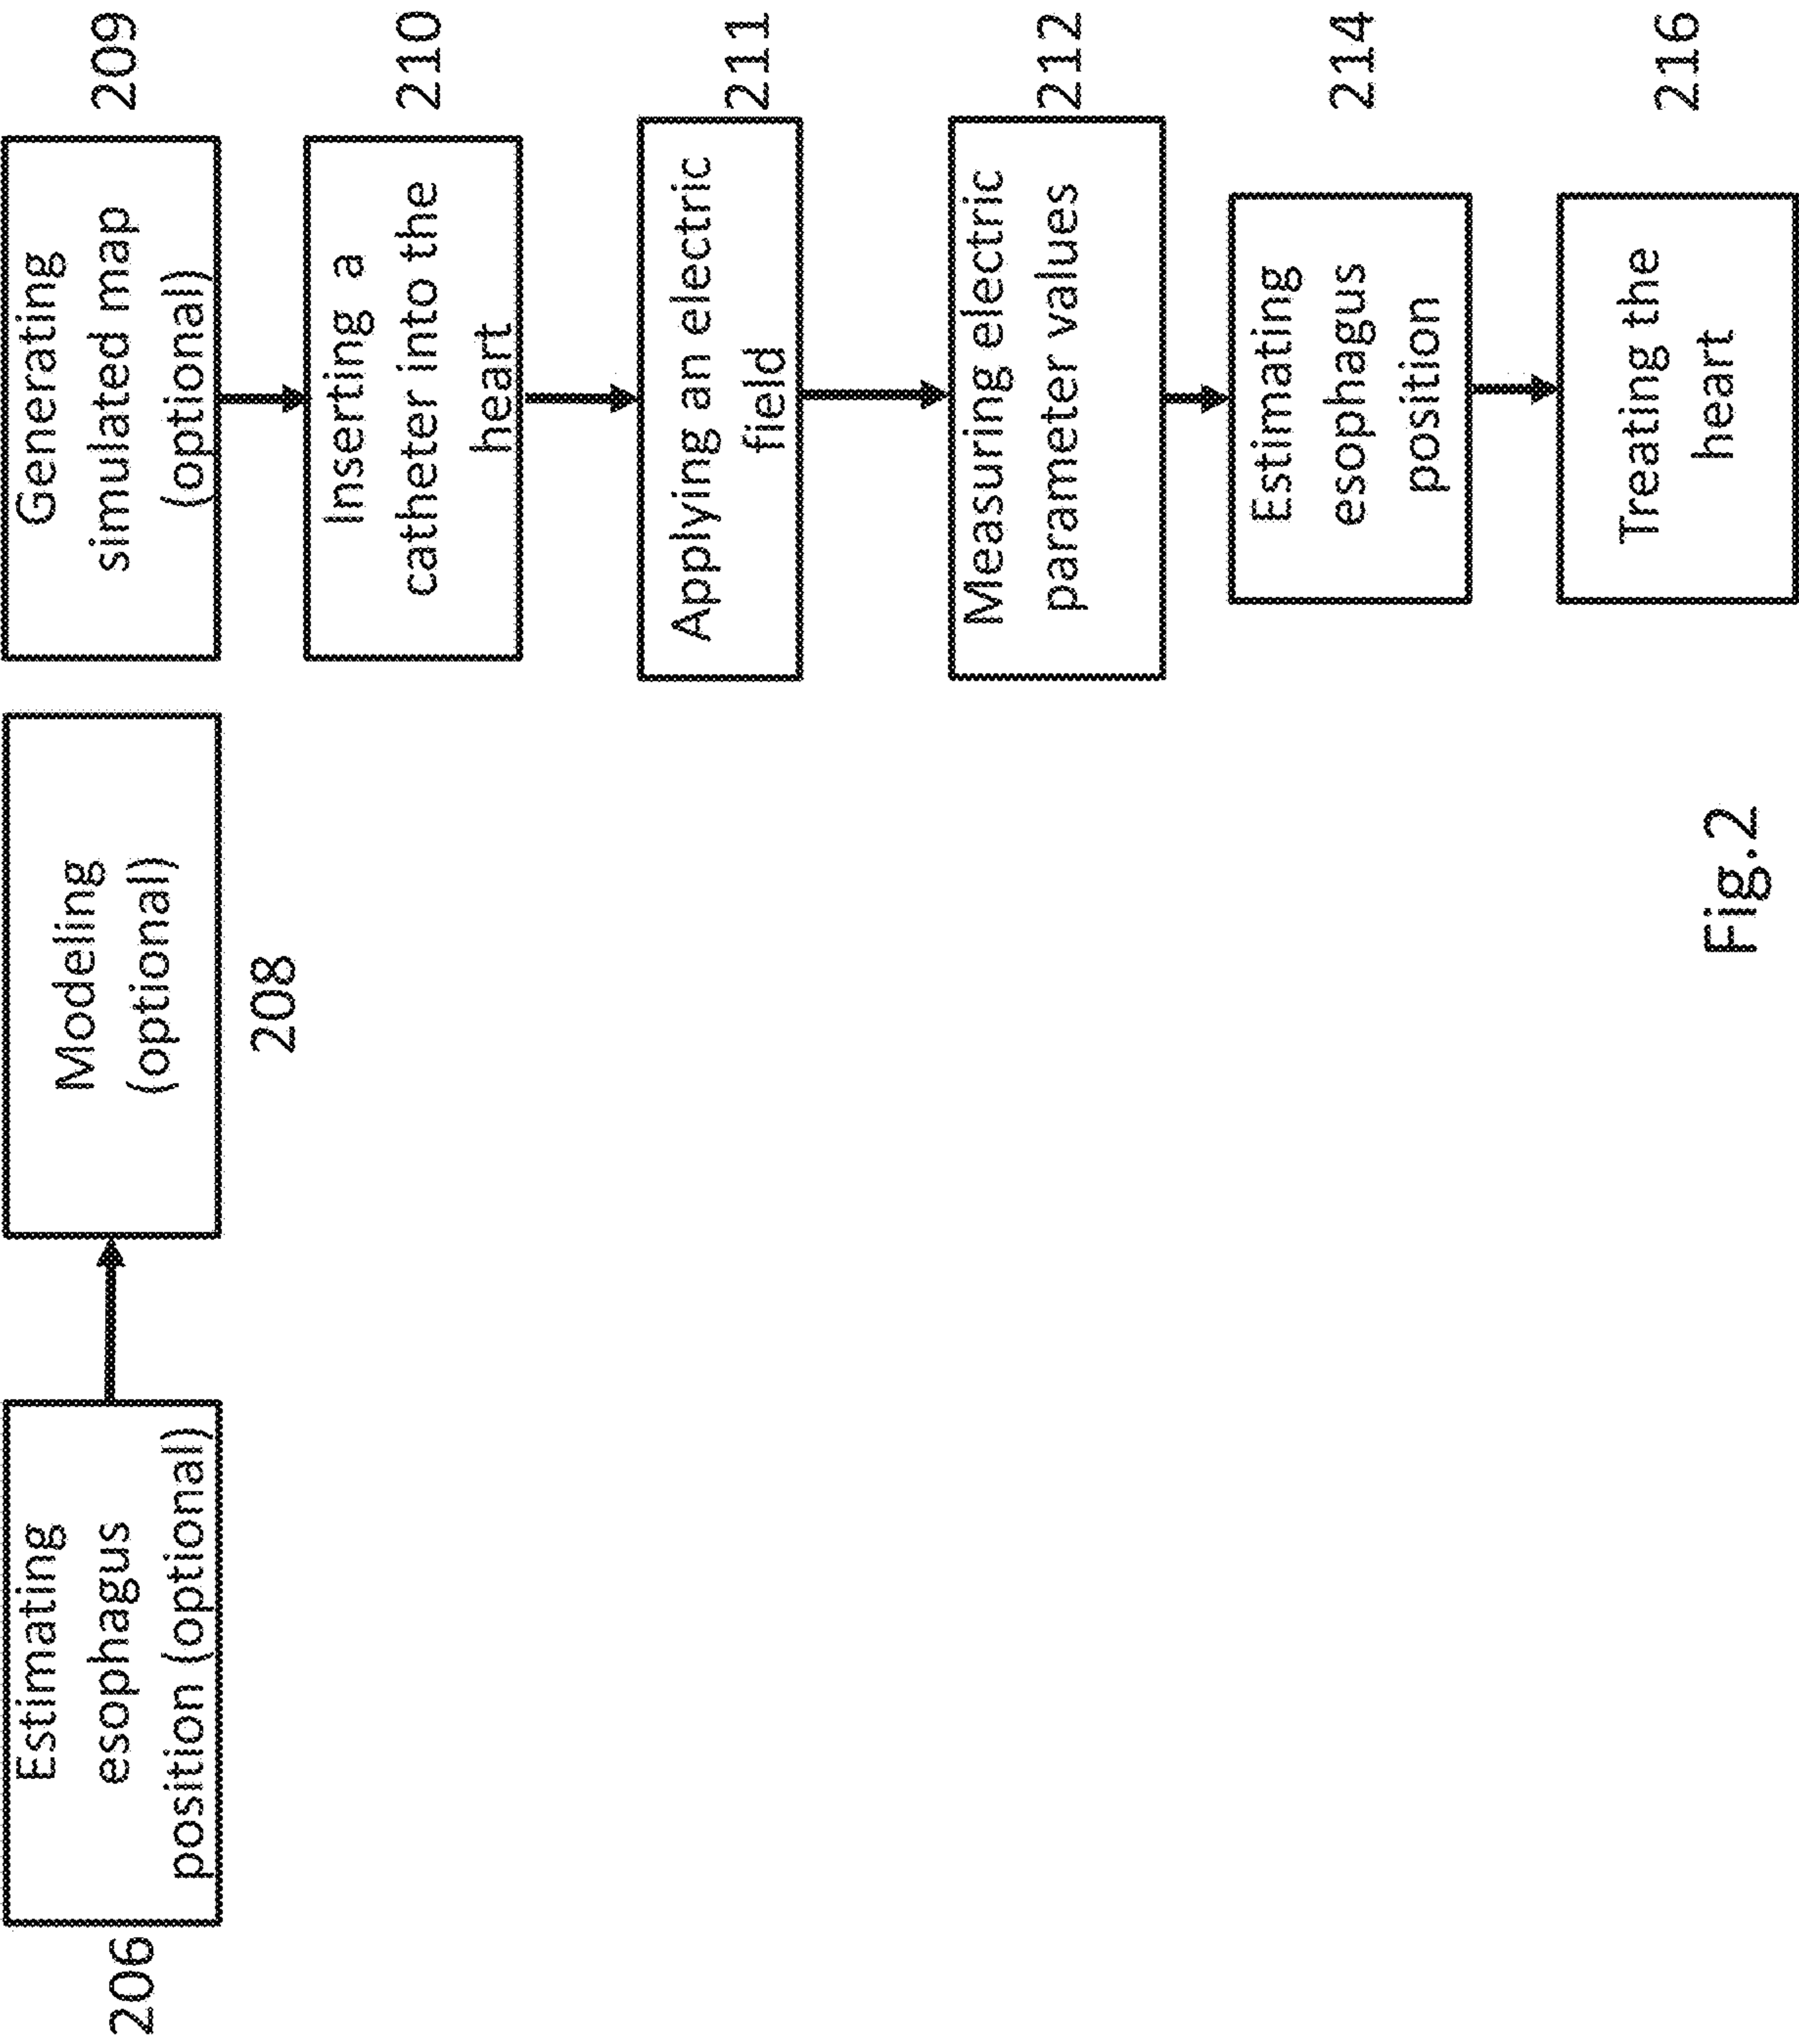 206
Estimating
esophagus
position (optional)
Modeling
(optional)
208
Generating
simulated map
(optional)
209
Inserting a
catheter into the
heart
210
Applying an electric
field
211
Measuring electric
parameter values
212
Estimating
esophagus
position
214
Treating the
heart
216
Fig.2